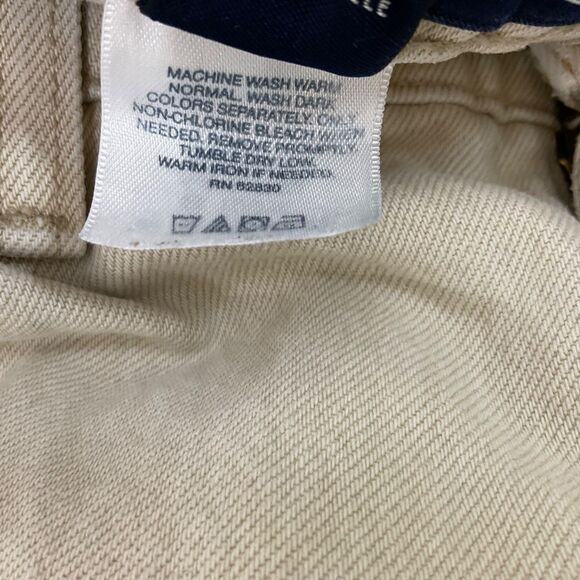 MACHINE WASH WARM
NORMAL, WASH DARK
COLORS SEPARATELY. ONLY
NON-CHLORINE BLEACH WHEN
NEEDED, REMOVE PROMPTLY
TUMBLE DRY LOW.
WARM IRON IF NEEDED.
RN 62830